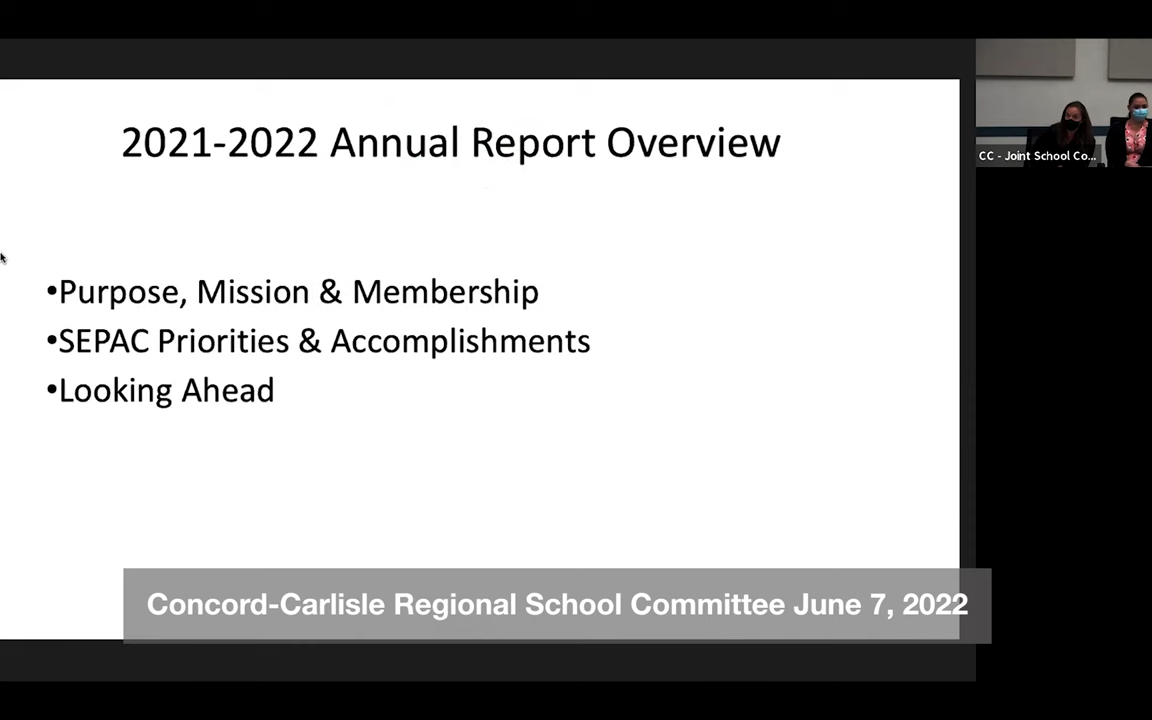 2021-2022 Annual Report Overview
•Purpose, Mission & Membership
•SEPAC Priorities & Accomplishments
•Looking Ahead
CC - Joint School Co...
Concord-Carlisle Regional School Committee June 7, 2022